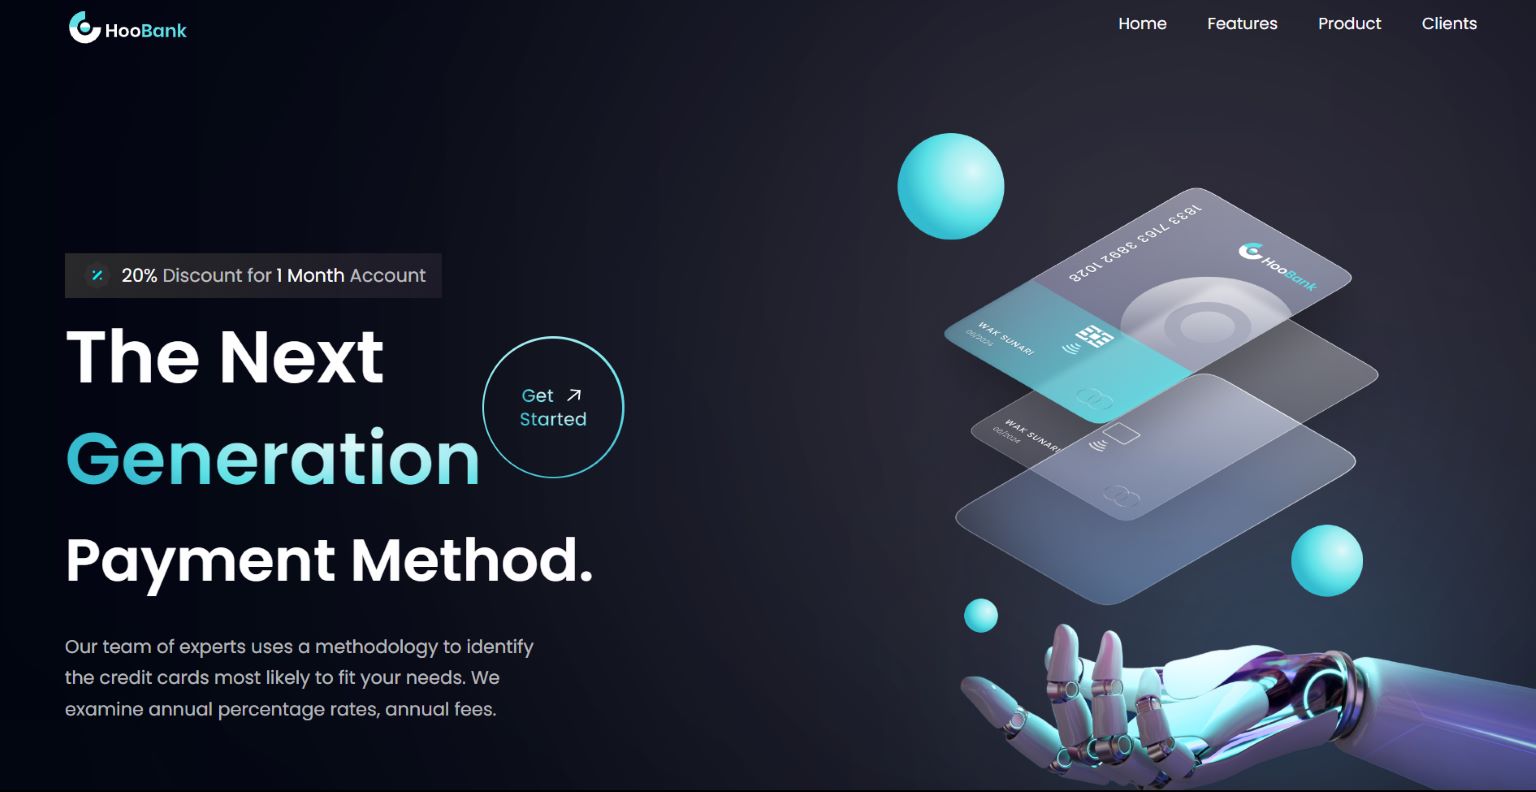 HooBank
Home Features Product Clients
20% Discount for 1 Month Account
The Next
Generation
Payment Method.
Get
Started
Our team of experts uses a methodology to identify
the credit cards most likely to fit your needs. We
examine annual percentage rates, annual fees.
1833 7163 3892 1028
HooBank
WAK SUNARI
06/2024
WAK SUNARI
00/2024